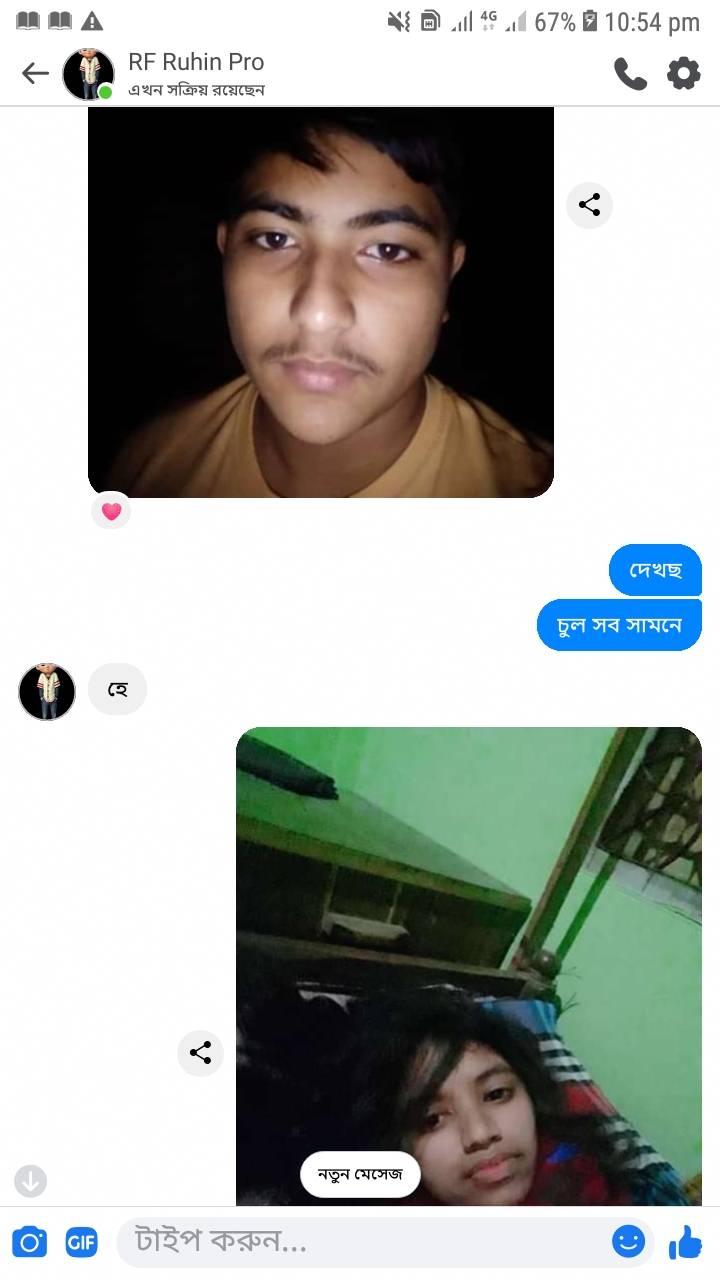 4G 67% 10:54 pm
RF Ruhin Pro
এখন সক্রিয় রয়েছেন
দেখছ
চুল সব সামনে
হে
নতুন মেসেজ
GIF টাইপ করুন...